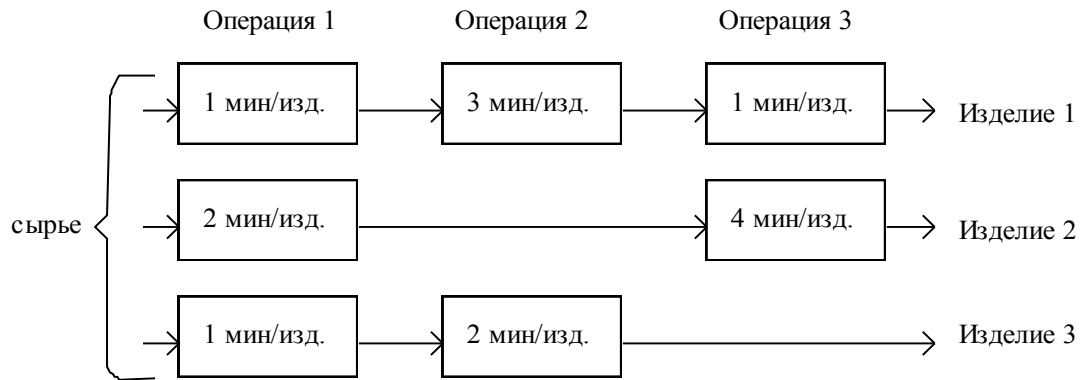 Операция 1 Операция 2 Операция 3
1 мин/изд. 3 мин/изд. 1 мин/изд. Изделие 1
сырье 2 мин/изд. 4 мин/изд. Изделие 2
1 мин/изд. 2 мин/изд. Изделие 3